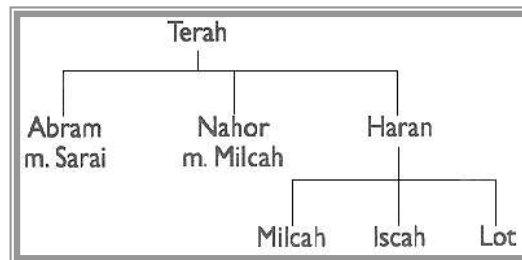 Terah
Abram Nahor Haran
m. Sarai m. Milcah
Milcah Iscah Lot